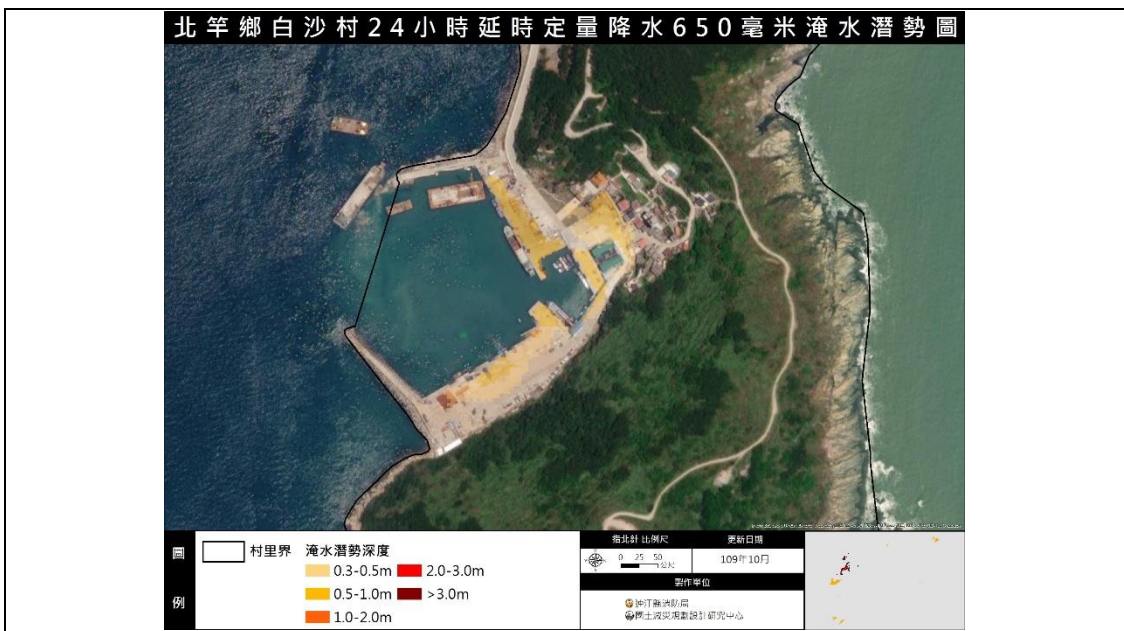 北竿鄉白沙村24小時延時定量降水650毫米淹水潛勢圖
圖例
村里界
淹水潛勢深度
0.3-0.5m
0.5-1.0m
1.0-2.0m
2.0-3.0m
>3.0m
指北針 比例尺
0 25 50
公尺
更新日期
109年10月
製作單位
連江縣消防局
國土減災規劃設計研究中心